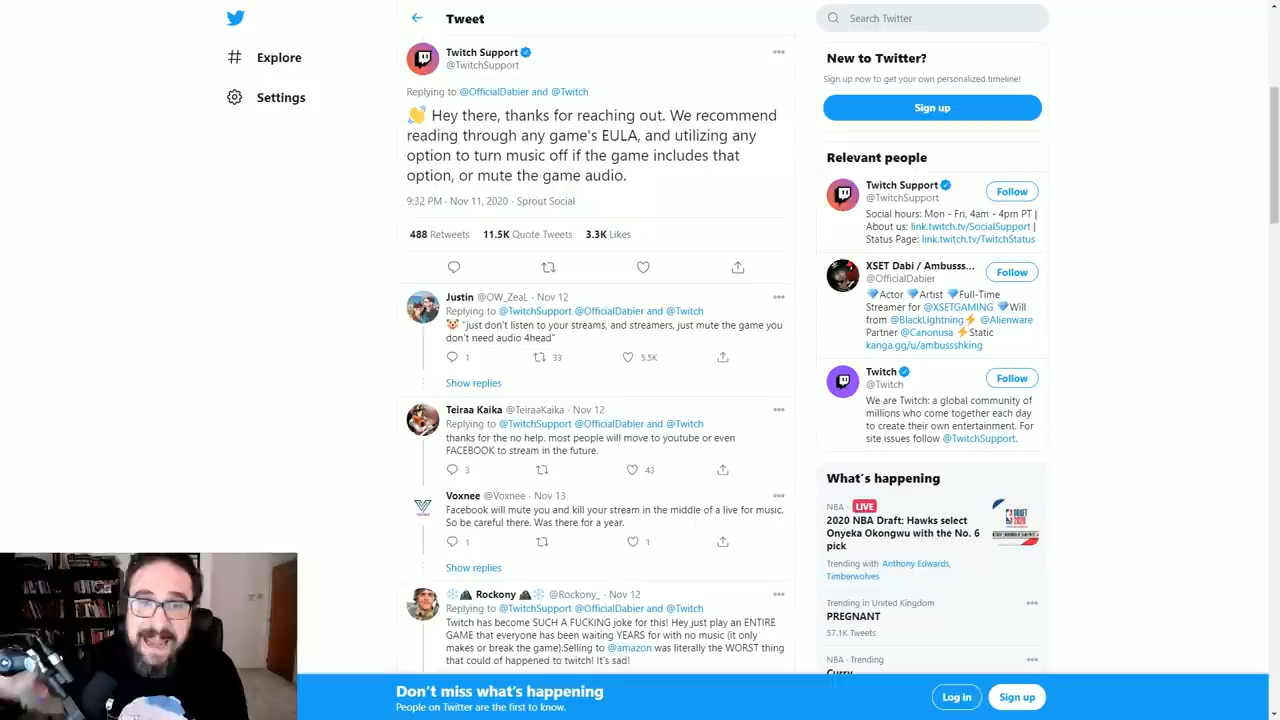 Explore
Settings
Tweet
Twitch Support
@TwitchSupport
Replying to @OfficialDabier and @Twitch
👋 Hey there, thanks for reaching out. We recommend
reading through any game's EULA, and utilizing any
option to turn music off if the game includes that
option, or mute the game audio.
9:32 PM · Nov 11, 2020 · Sprout Social
488 Retweets 11.5K Quote Tweets 3.3K Likes
Justin @OW_ZeaL · Nov 12
Replying to @TwitchSupport @OfficialDabier and @Twitch
🤡 "just don't listen to your streams, and streamers, just mute the game you
don't need audio 4head"
1 33 5.5K
Show replies
Teiraa Kaika @TeiraaKaika · Nov 12
Replying to @TwitchSupport @OfficialDabier and @Twitch
thanks for the no help. most people will move to youtube or even
FACEBOOK to stream in the future.
3 43
Voxnee @Voxnee · Nov 13
Facebook will mute you and kill your stream in the middle of a live for music.
So be careful there. Was there for a year.
1 1
Show replies
Rockony @Rockony_ · Nov 12
Replying to @TwitchSupport @OfficialDabier and @Twitch
Twitch has become SUCH A FUCKING joke for this! Hey just play an ENTIRE
GAME that everyone has been waiting YEARS for with no music (it only
makes or break the game).Selling to @amazon was literally the WORST thing
that could of happened to twitch! It's sad!
Search Twitter
New to Twitter?
Sign up now to get your own personalized timeline!
Sign up
Relevant people
Twitch Support
@TwitchSupport
Follow
Social hours: Mon - Fri, 4am - 4pm PT |
About us: link.twitch.tv/SocialSupport |
Status Page: link.twitch.tv/TwitchStatus
XSET Dabi / Ambusss...
@OfficialDabier
Follow
💎Actor 💎Artist 💎Full-Time
Streamer for @XSETGAMING 💎Will
from @BlackLightning⚡ @Alienware
Partner @Canonusa ⚡Static
kanga.gg/u/ambussshking
Twitch
@Twitch
Follow
We are Twitch: a global community of
millions who come together each day
to create their own entertainment. For
site issues follow @TwitchSupport.
What's happening
NBA · LIVE
2020 NBA Draft: Hawks select
Onyeka Okongwu with the No. 6
pick
Trending with Anthony Edwards,
Timberwolves
Trending in United Kingdom
PREGNANT
57.1K Tweets
NBA · Trending
Curry
Don't miss what's happening
People on Twitter are the first to know.
Log in
Sign up